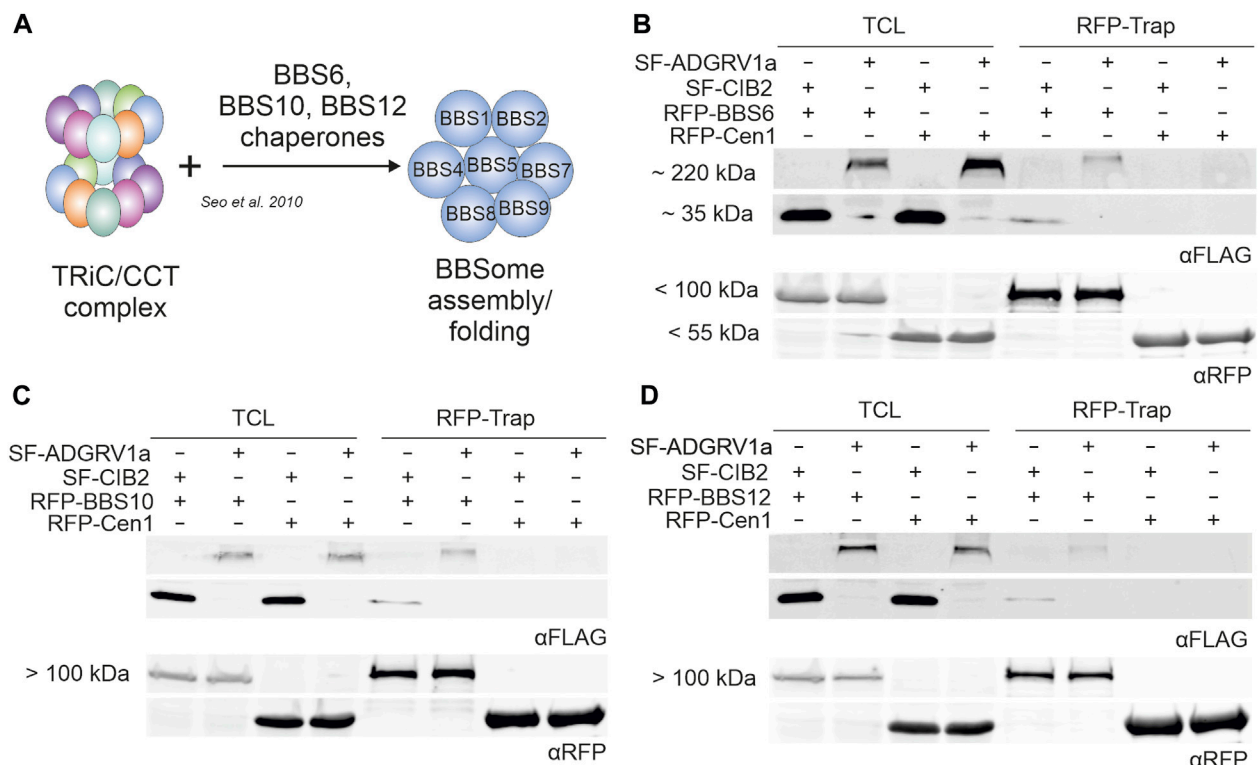 A
BBS6,
BBS10, BBS12
chaperones
+
Seo et al. 2010
TRiC/CCT
complex
BBS1 BBS2
BBS4 BBS5 BBS7
BBS8 BBS9
BBSome
assembly/
folding
B
TCL RFP-Trap
SF-ADGRV1a – + – + – + – +
SF-CIB2 + – + – + – + –
RFP-BBS6 + + – – + + – –
RFP-Cen1 – – + + – – + +
~ 220 kDa
~ 35 kDa
αFLAG
< 100 kDa
< 55 kDa
αRFP
C
TCL RFP-Trap
SF-ADGRV1a – + – + – + – +
SF-CIB2 + – + – + – + –
RFP-BBS10 + + – – + + – –
RFP-Cen1 – – + + – – + +
αFLAG
> 100 kDa
αRFP
D
TCL RFP-Trap
SF-ADGRV1a – + – + – + – +
SF-CIB2 + – + – + – + –
RFP-BBS12 + + – – + + – –
RFP-Cen1 – – + + – – + +
αFLAG
> 100 kDa
αRFP